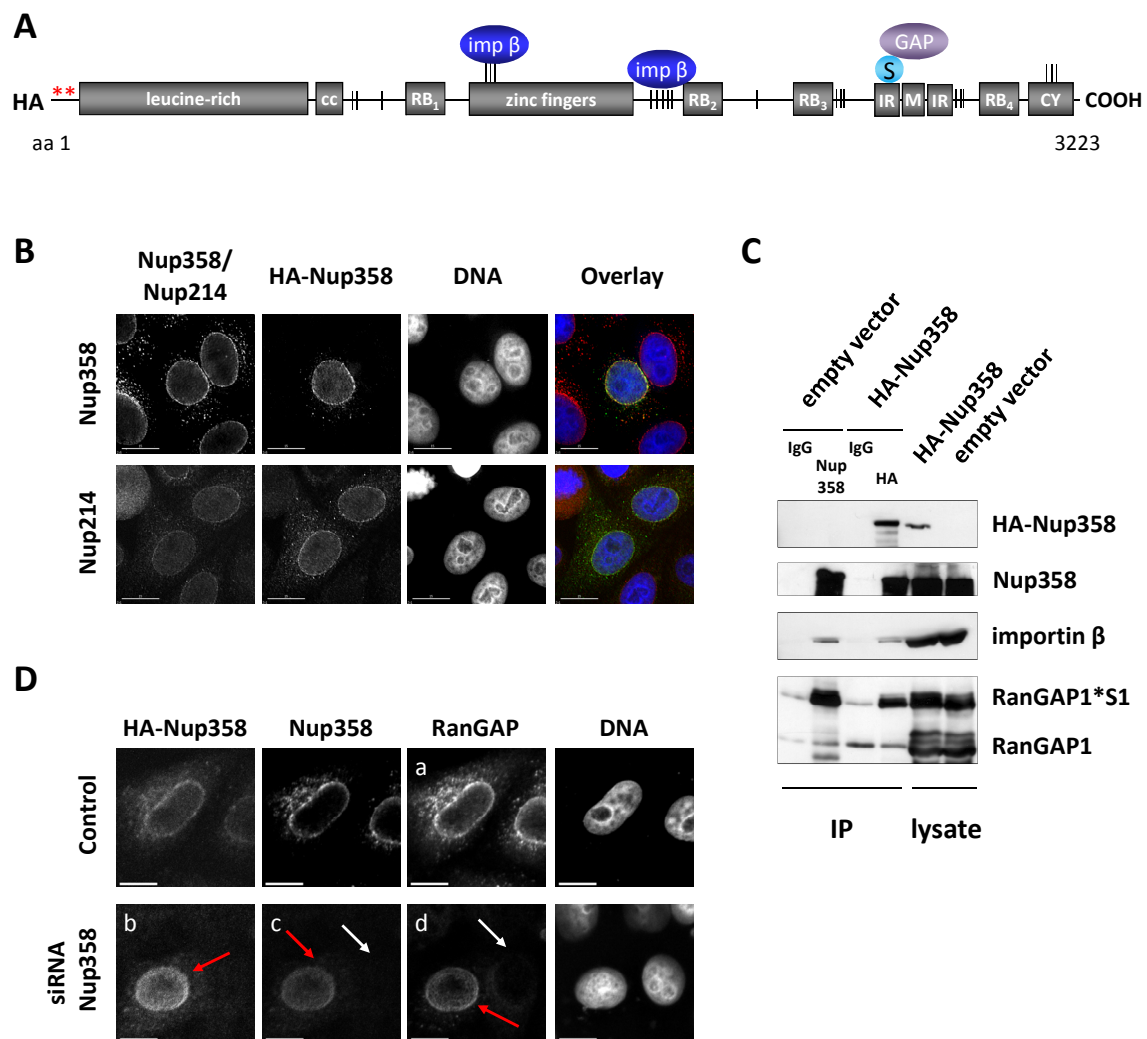 A
imp β
imp β
GAP
S
HA
**
leucine-rich
cc
RB1
zinc fingers
RB2
RB3
IR
M
IR
RB4
CY
COOH
aa 1
3223
B
Nup358/
Nup214
HA-Nup358
DNA
Overlay
Nup358
Nup214
C
empty vector
HA-Nup358
HA-Nup358
empty vector
IgG
Nup
358
IgG
HA
HA-Nup358
Nup358
importin β
RanGAP1*S1
RanGAP1
IP
lysate
D
HA-Nup358
Nup358
RanGAP
DNA
Control
a
siRNA
Nup358
b
c
d